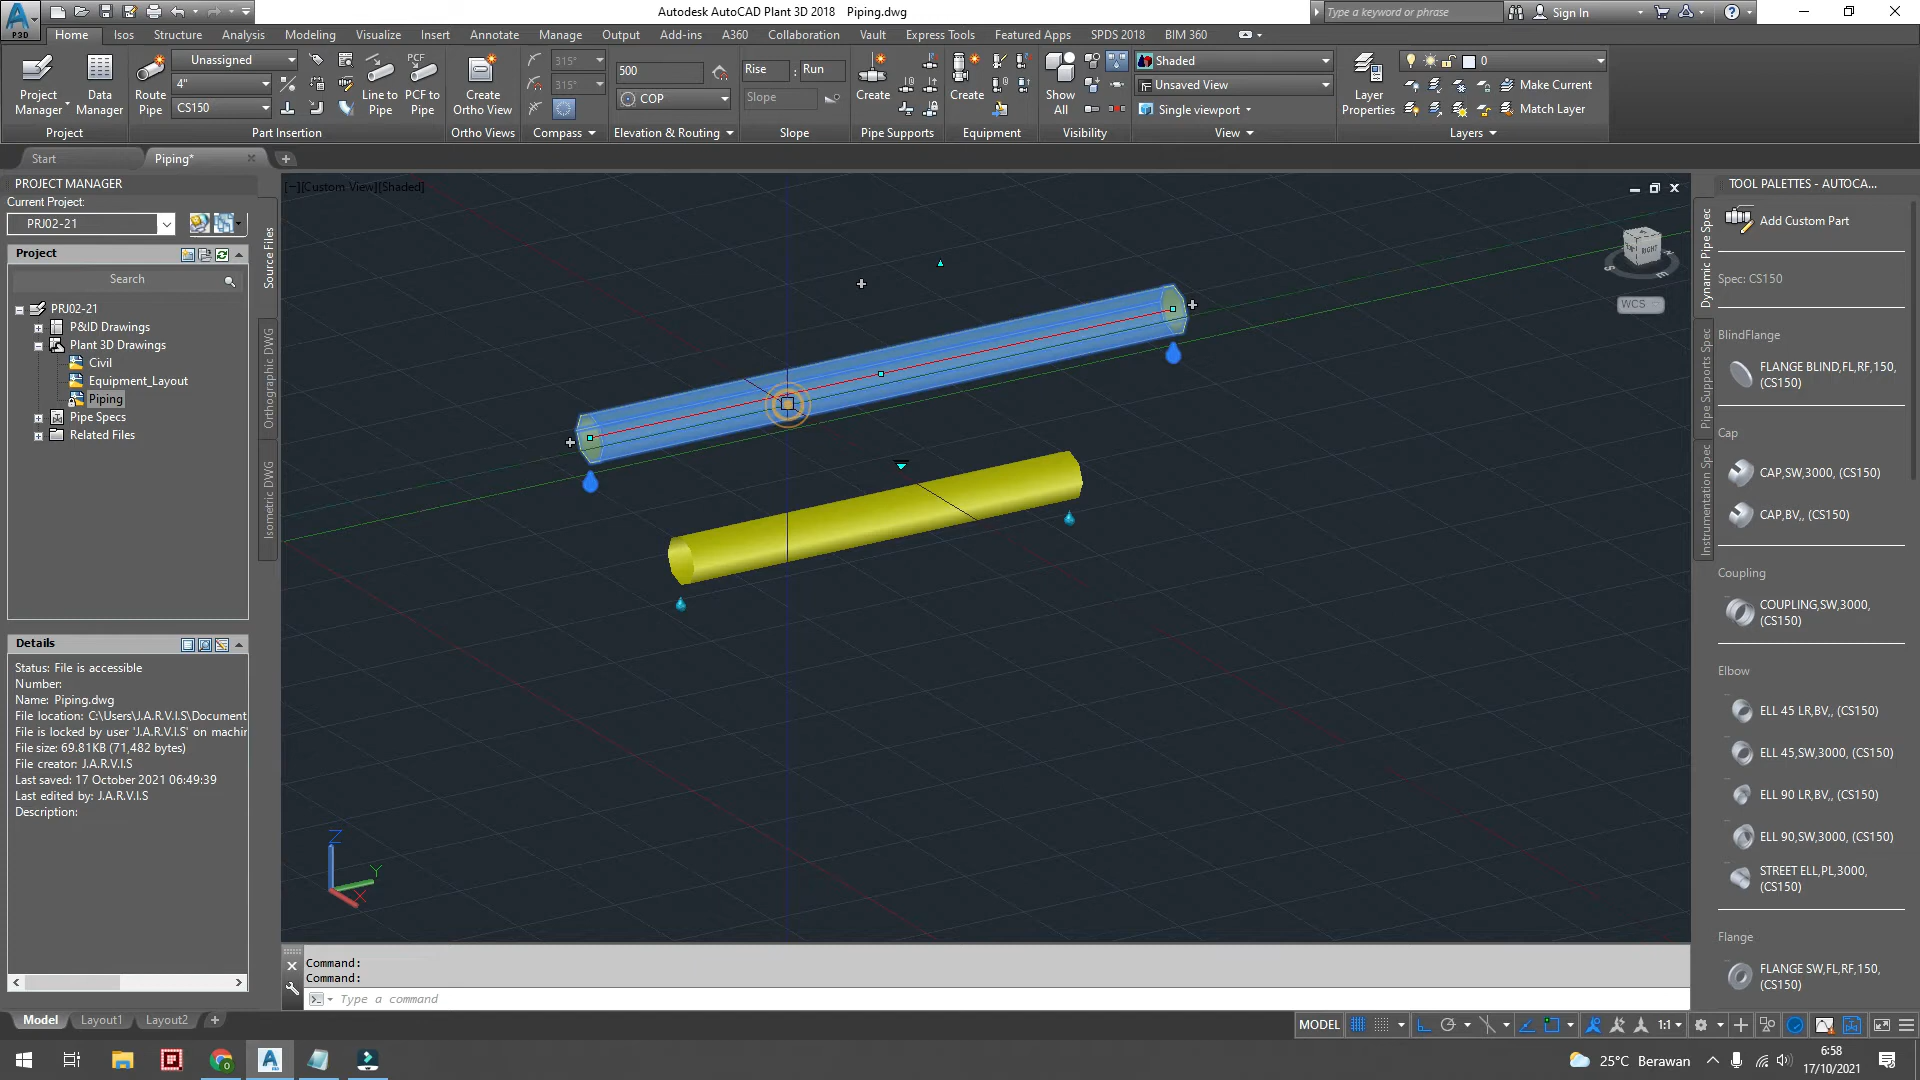 Autodesk AutoCAD Plant 3D 2018 Piping.dwg
Type a keyword or phrase
Sign In
P3D
Home Isos Structure Analysis Modeling Visualize Insert Annotate Manage Output Add-ins A360 Collaboration Vault Express Tools Featured Apps SPDS 2018 BIM 360
Project Manager
Data Manager
Project
Route Pipe
Unassigned
4"
CS150
Line to Pipe
PCF
PCF to Pipe
Part Insertion
Create Ortho View
Ortho Views
315°
315°
Compass
500
COP
Elevation & Routing
Rise : Run
Slope
Slope
Create
Pipe Supports
Create
Equipment
Show All
Visibility
Shaded
Unsaved View
Single viewport
View
Layer Properties
0
Make Current
Match Layer
Layers
Start
Piping*
PROJECT MANAGER
Current Project:
PRJ02-21
Project
Search
PRJ02-21
P&ID Drawings
Plant 3D Drawings
Civil
Equipment_Layout
Piping
Pipe Specs
Related Files
Source Files
Orthographic DWG
Isometric DWG
Details
Status: File is accessible
Number:
Name: Piping.dwg
File location: C:\Users\J.A.R.V.I.S\Document
File is locked by user 'J.A.R.V.I.S' on machir
File size: 69.81KB (71,482 bytes)
File creator: J.A.R.V.I.S
Last saved: 17 October 2021 06:49:39
Last edited by: J.A.R.V.I.S
Description:
[−][Custom View][Shaded]
RIGHT
S
E
WCS
Z
Y
X
TOOL PALETTES - AUTOCA...
Dynamic Pipe Spec
Pipe Supports Spec
Instrumentation Spec
Add Custom Part
Spec: CS150
BlindFlange
FLANGE BLIND,FL,RF,150, (CS150)
Cap
CAP,SW,3000, (CS150)
CAP,BV,, (CS150)
Coupling
COUPLING,SW,3000, (CS150)
Elbow
ELL 45 LR,BV,, (CS150)
ELL 45,SW,3000, (CS150)
ELL 90 LR,BV,, (CS150)
ELL 90,SW,3000, (CS150)
STREET ELL,PL,3000, (CS150)
Flange
FLANGE SW,FL,RF,150, (CS150)
Command:
Command:
Type a command
Model Layout1 Layout2
MODEL
1:1
25°C Berawan
6:58
17/10/2021